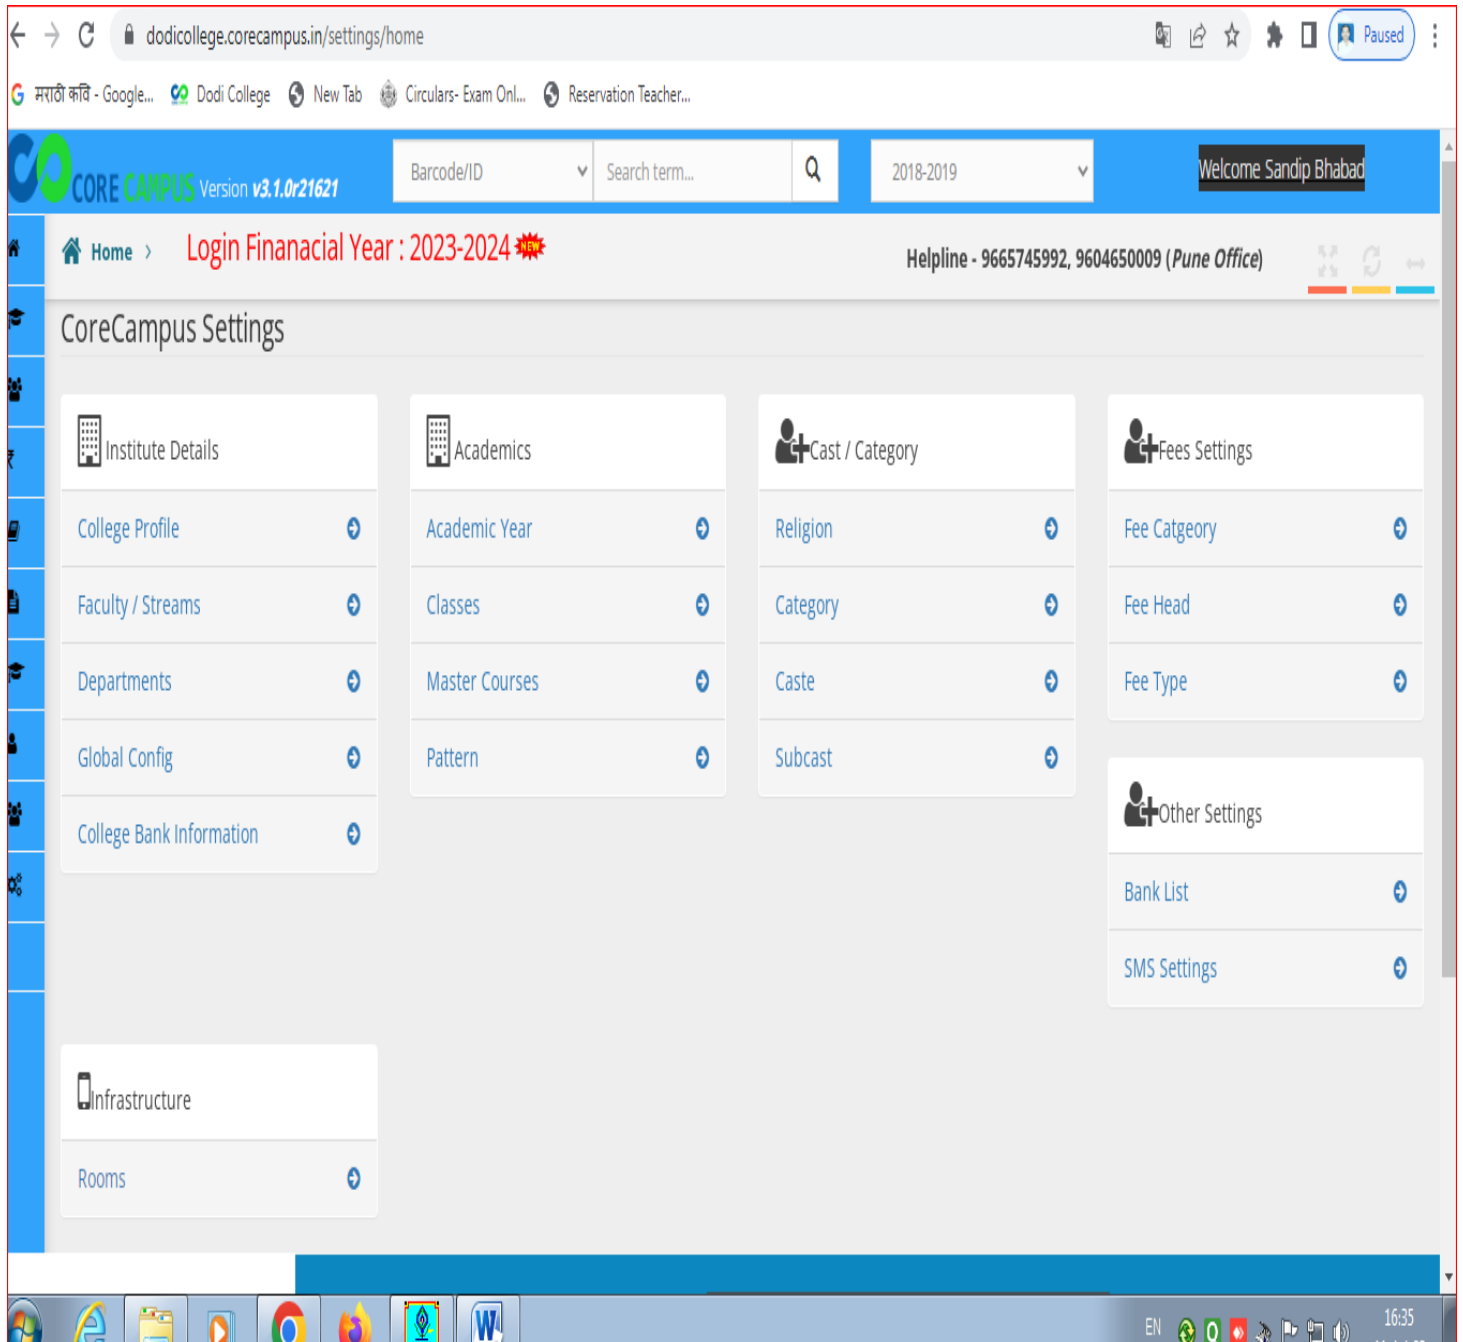 dodicollege.corecampus.in/settings/home
Paused
मराठी कवि - Google...
Dodi College
New Tab
Circulars- Exam Onl...
Reservation Teacher...
CORE CAMPUS Version v3.1.0r21621
Barcode/ID
Search term...
2018-2019
Welcome Sandip Bhabad
Home >
Login Finanacial Year : 2023-2024 NEW
Helpline - 9665745992, 9604650009 (Pune Office)
CoreCampus Settings
Institute Details
College Profile
Faculty / Streams
Departments
Global Config
College Bank Information
Academics
Academic Year
Classes
Master Courses
Pattern
Cast / Category
Religion
Category
Caste
Subcast
Fees Settings
Fee Catgeory
Fee Head
Fee Type
Other Settings
Bank List
SMS Settings
Infrastructure
Rooms
EN
16:35